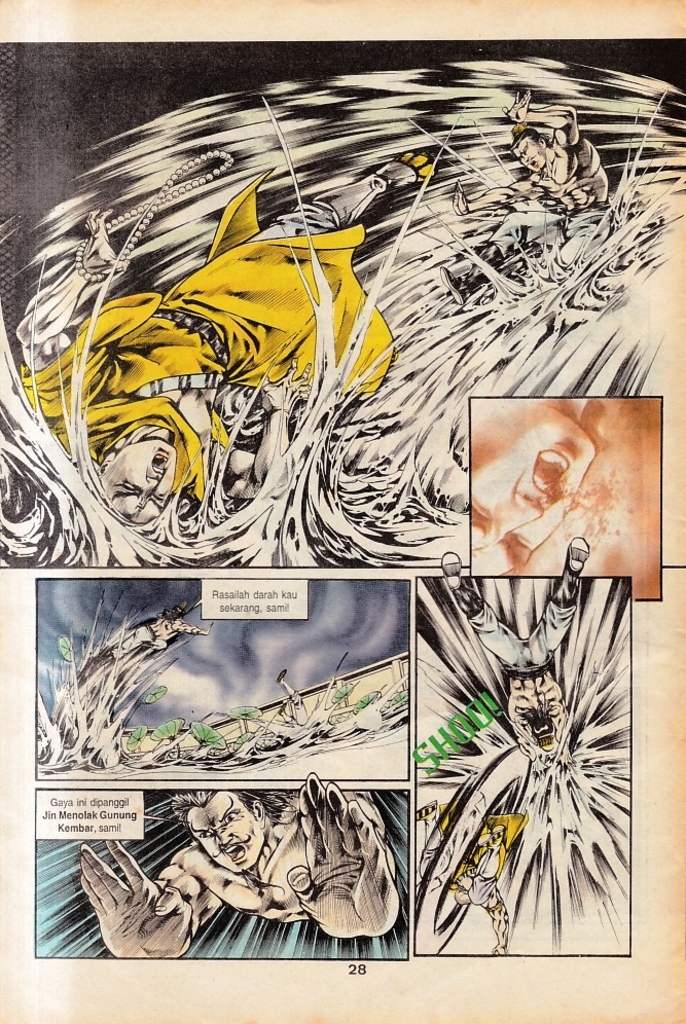 Rasailah darah kau
sekarang, sami!
SHOO!
Gaya ini dipanggil
Jin Menolak Gunung
Kembar, sami!
28